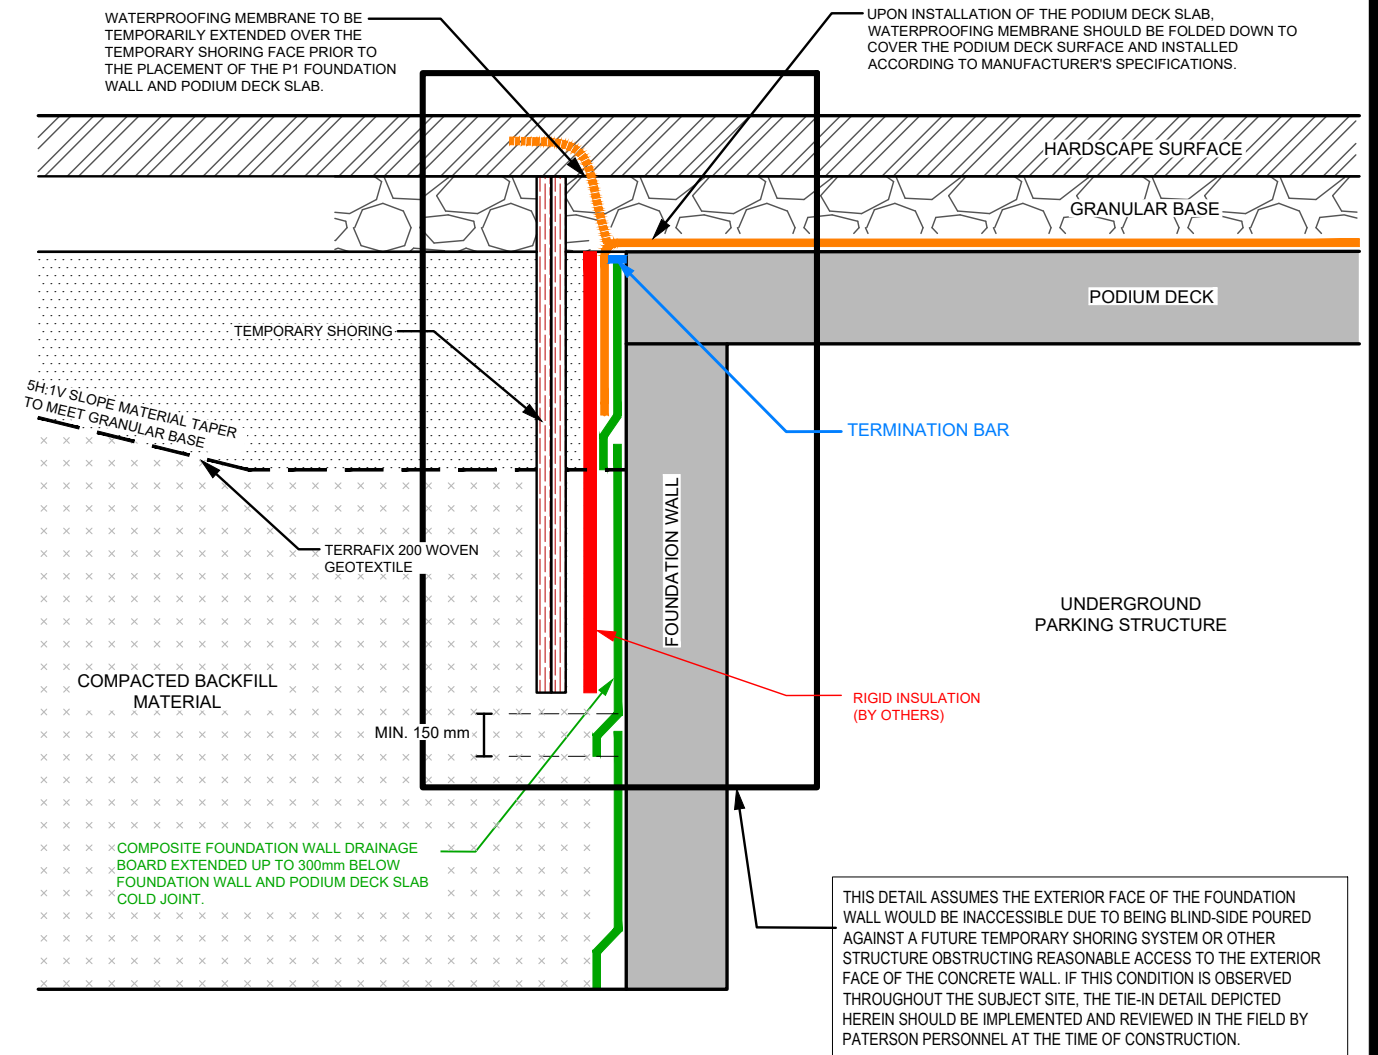 WATERPROOFING MEMBRANE TO BE
TEMPORARILY EXTENDED OVER THE
TEMPORARY SHORING FACE PRIOR TO
THE PLACEMENT OF THE P1 FOUNDATION
WALL AND PODIUM DECK SLAB.
UPON INSTALLATION OF THE PODIUM DECK SLAB,
WATERPROOFING MEMBRANE SHOULD BE FOLDED DOWN TO
COVER THE PODIUM DECK SURFACE AND INSTALLED
ACCORDING TO MANUFACTURER'S SPECIFICATIONS.
HARDSCAPE SURFACE
GRANULAR BASE
PODIUM DECK
TEMPORARY SHORING
5H:1V SLOPE MATERIAL TAPER
TO MEET GRANULAR BASE
TERMINATION BAR
FOUNDATION WALL
TERRAFIX 200 WOVEN
GEOTEXTILE
UNDERGROUND
PARKING STRUCTURE
COMPACTED BACKFILL
MATERIAL
RIGID INSULATION
(BY OTHERS)
MIN. 150 mm
COMPOSITE FOUNDATION WALL DRAINAGE
BOARD EXTENDED UP TO 300mm BELOW
FOUNDATION WALL AND PODIUM DECK SLAB
COLD JOINT.
THIS DETAIL ASSUMES THE EXTERIOR FACE OF THE FOUNDATION
WALL WOULD BE INACCESSIBLE DUE TO BEING BLIND-SIDE POURED
AGAINST A FUTURE TEMPORARY SHORING SYSTEM OR OTHER
STRUCTURE OBSTRUCTING REASONABLE ACCESS TO THE EXTERIOR
FACE OF THE CONCRETE WALL. IF THIS CONDITION IS OBSERVED
THROUGHOUT THE SUBJECT SITE, THE TIE-IN DETAIL DEPICTED
HEREIN SHOULD BE IMPLEMENTED AND REVIEWED IN THE FIELD BY
PATERSON PERSONNEL AT THE TIME OF CONSTRUCTION.